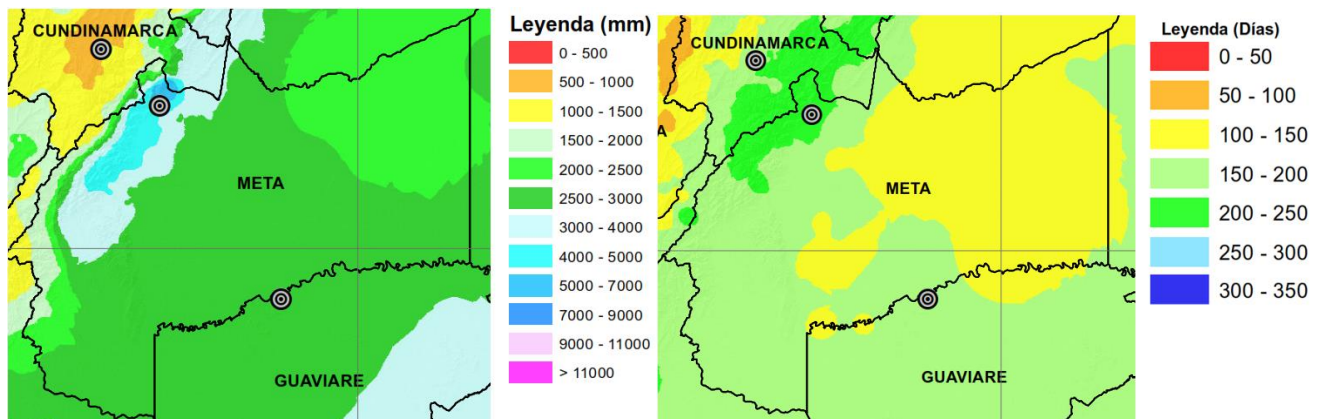 CUNDINAMARCA
META
GUAVIARE
Leyenda (mm)
0 - 500
500 - 1000
1000 - 1500
1500 - 2000
2000 - 2500
2500 - 3000
3000 - 4000
4000 - 5000
5000 - 7000
7000 - 9000
9000 - 11000
> 11000
CUNDINAMARCA
A
META
GUAVIARE
Leyenda (Días)
0 - 50
50 - 100
100 - 150
150 - 200
200 - 250
250 - 300
300 - 350